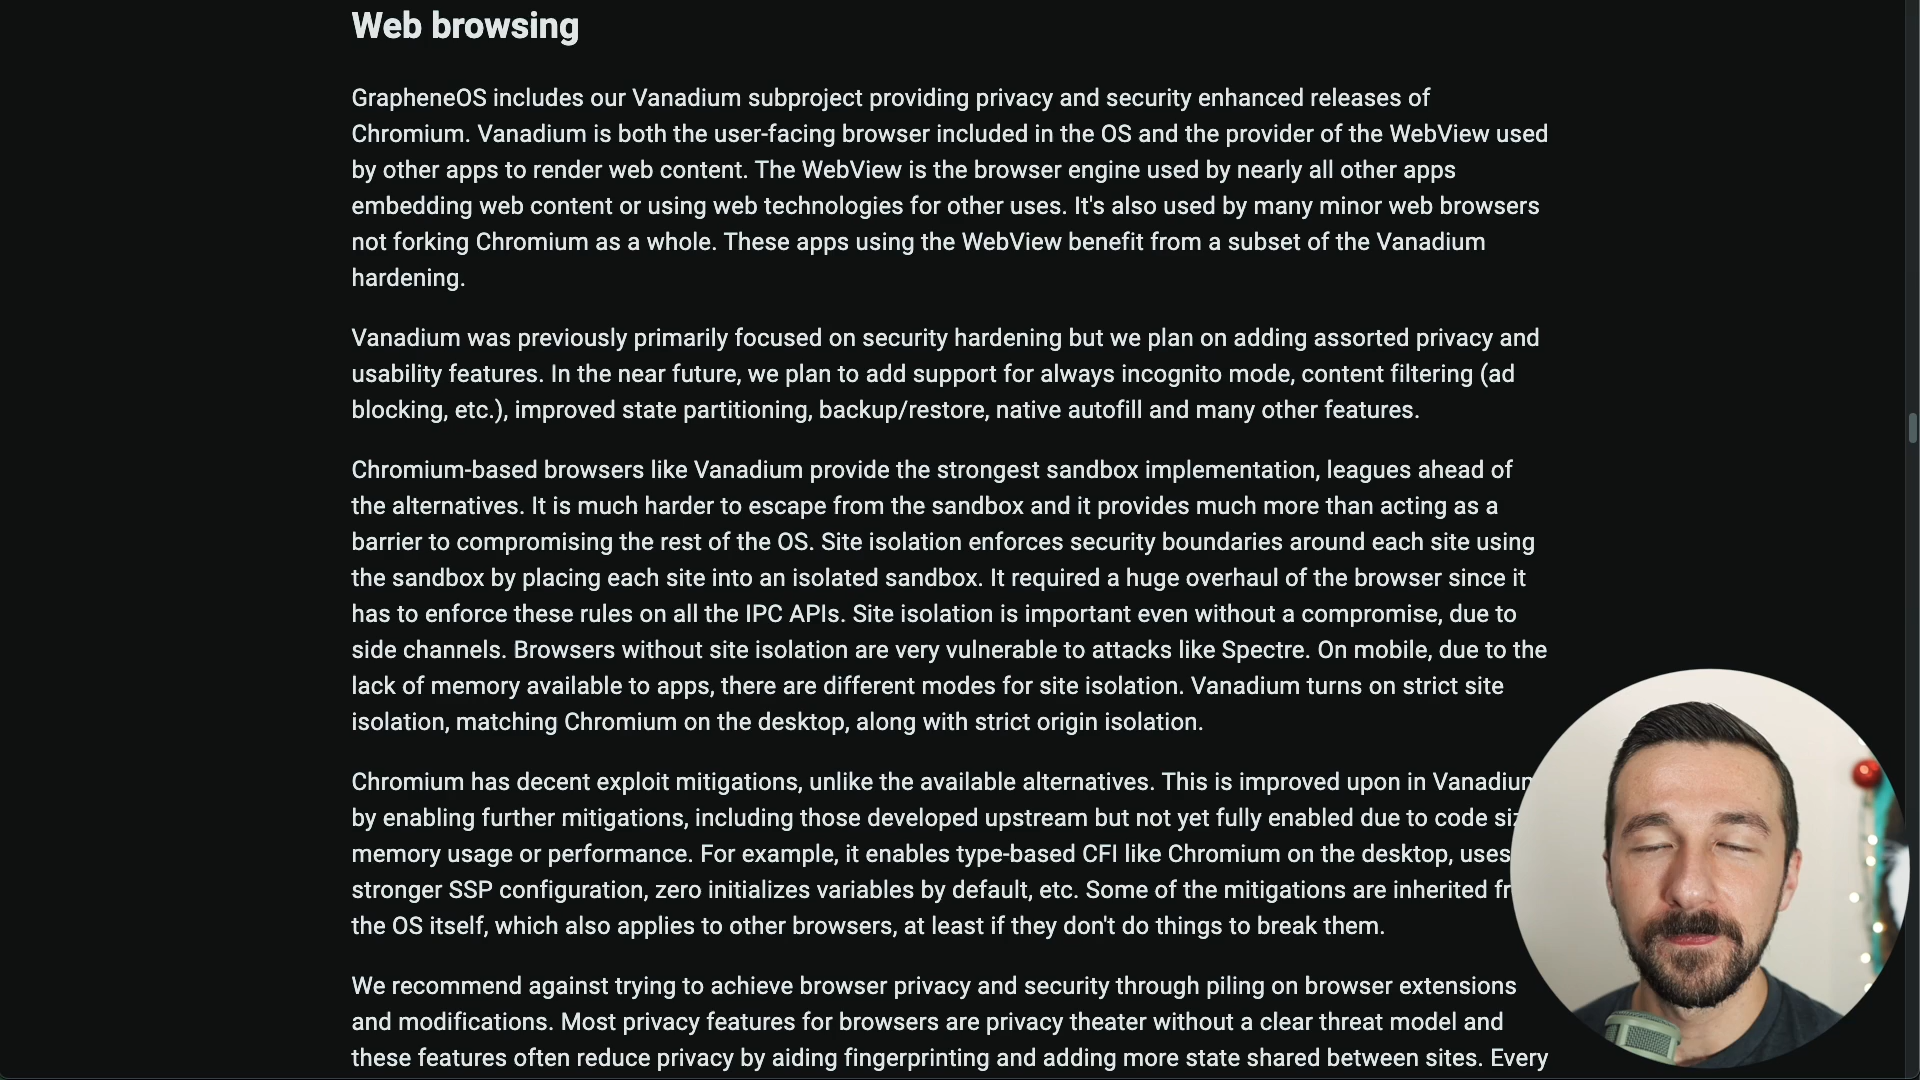 Web browsing
GrapheneOS includes our Vanadium subproject providing privacy and security enhanced releases of
Chromium. Vanadium is both the user-facing browser included in the OS and the provider of the WebView used
by other apps to render web content. The WebView is the browser engine used by nearly all other apps
embedding web content or using web technologies for other uses. It's also used by many minor web browsers
not forking Chromium as a whole. These apps using the WebView benefit from a subset of the Vanadium
hardening.
Vanadium was previously primarily focused on security hardening but we plan on adding assorted privacy and
usability features. In the near future, we plan to add support for always incognito mode, content filtering (ad
blocking, etc.), improved state partitioning, backup/restore, native autofill and many other features.
Chromium-based browsers like Vanadium provide the strongest sandbox implementation, leagues ahead of
the alternatives. It is much harder to escape from the sandbox and it provides much more than acting as a
barrier to compromising the rest of the OS. Site isolation enforces security boundaries around each site using
the sandbox by placing each site into an isolated sandbox. It required a huge overhaul of the browser since it
has to enforce these rules on all the IPC APIs. Site isolation is important even without a compromise, due to
side channels. Browsers without site isolation are very vulnerable to attacks like Spectre. On mobile, due to the
lack of memory available to apps, there are different modes for site isolation. Vanadium turns on strict site
isolation, matching Chromium on the desktop, along with strict origin isolation.
Chromium has decent exploit mitigations, unlike the available alternatives. This is improved upon in Vanadium
by enabling further mitigations, including those developed upstream but not yet fully enabled due to code
memory usage or performance. For example, it enables type-based CFI like Chromium on the desktop, uses
stronger SSP configuration, zero initializes variables by default, etc. Some of the mitigations are inherited
the OS itself, which also applies to other browsers, at least if they don't do things to break them.
We recommend against trying to achieve browser privacy and security through piling on browser extensions
and modifications. Most privacy features for browsers are privacy theater without a clear threat model and
these features often reduce privacy by aiding fingerprinting and adding more state shared between sites. Every